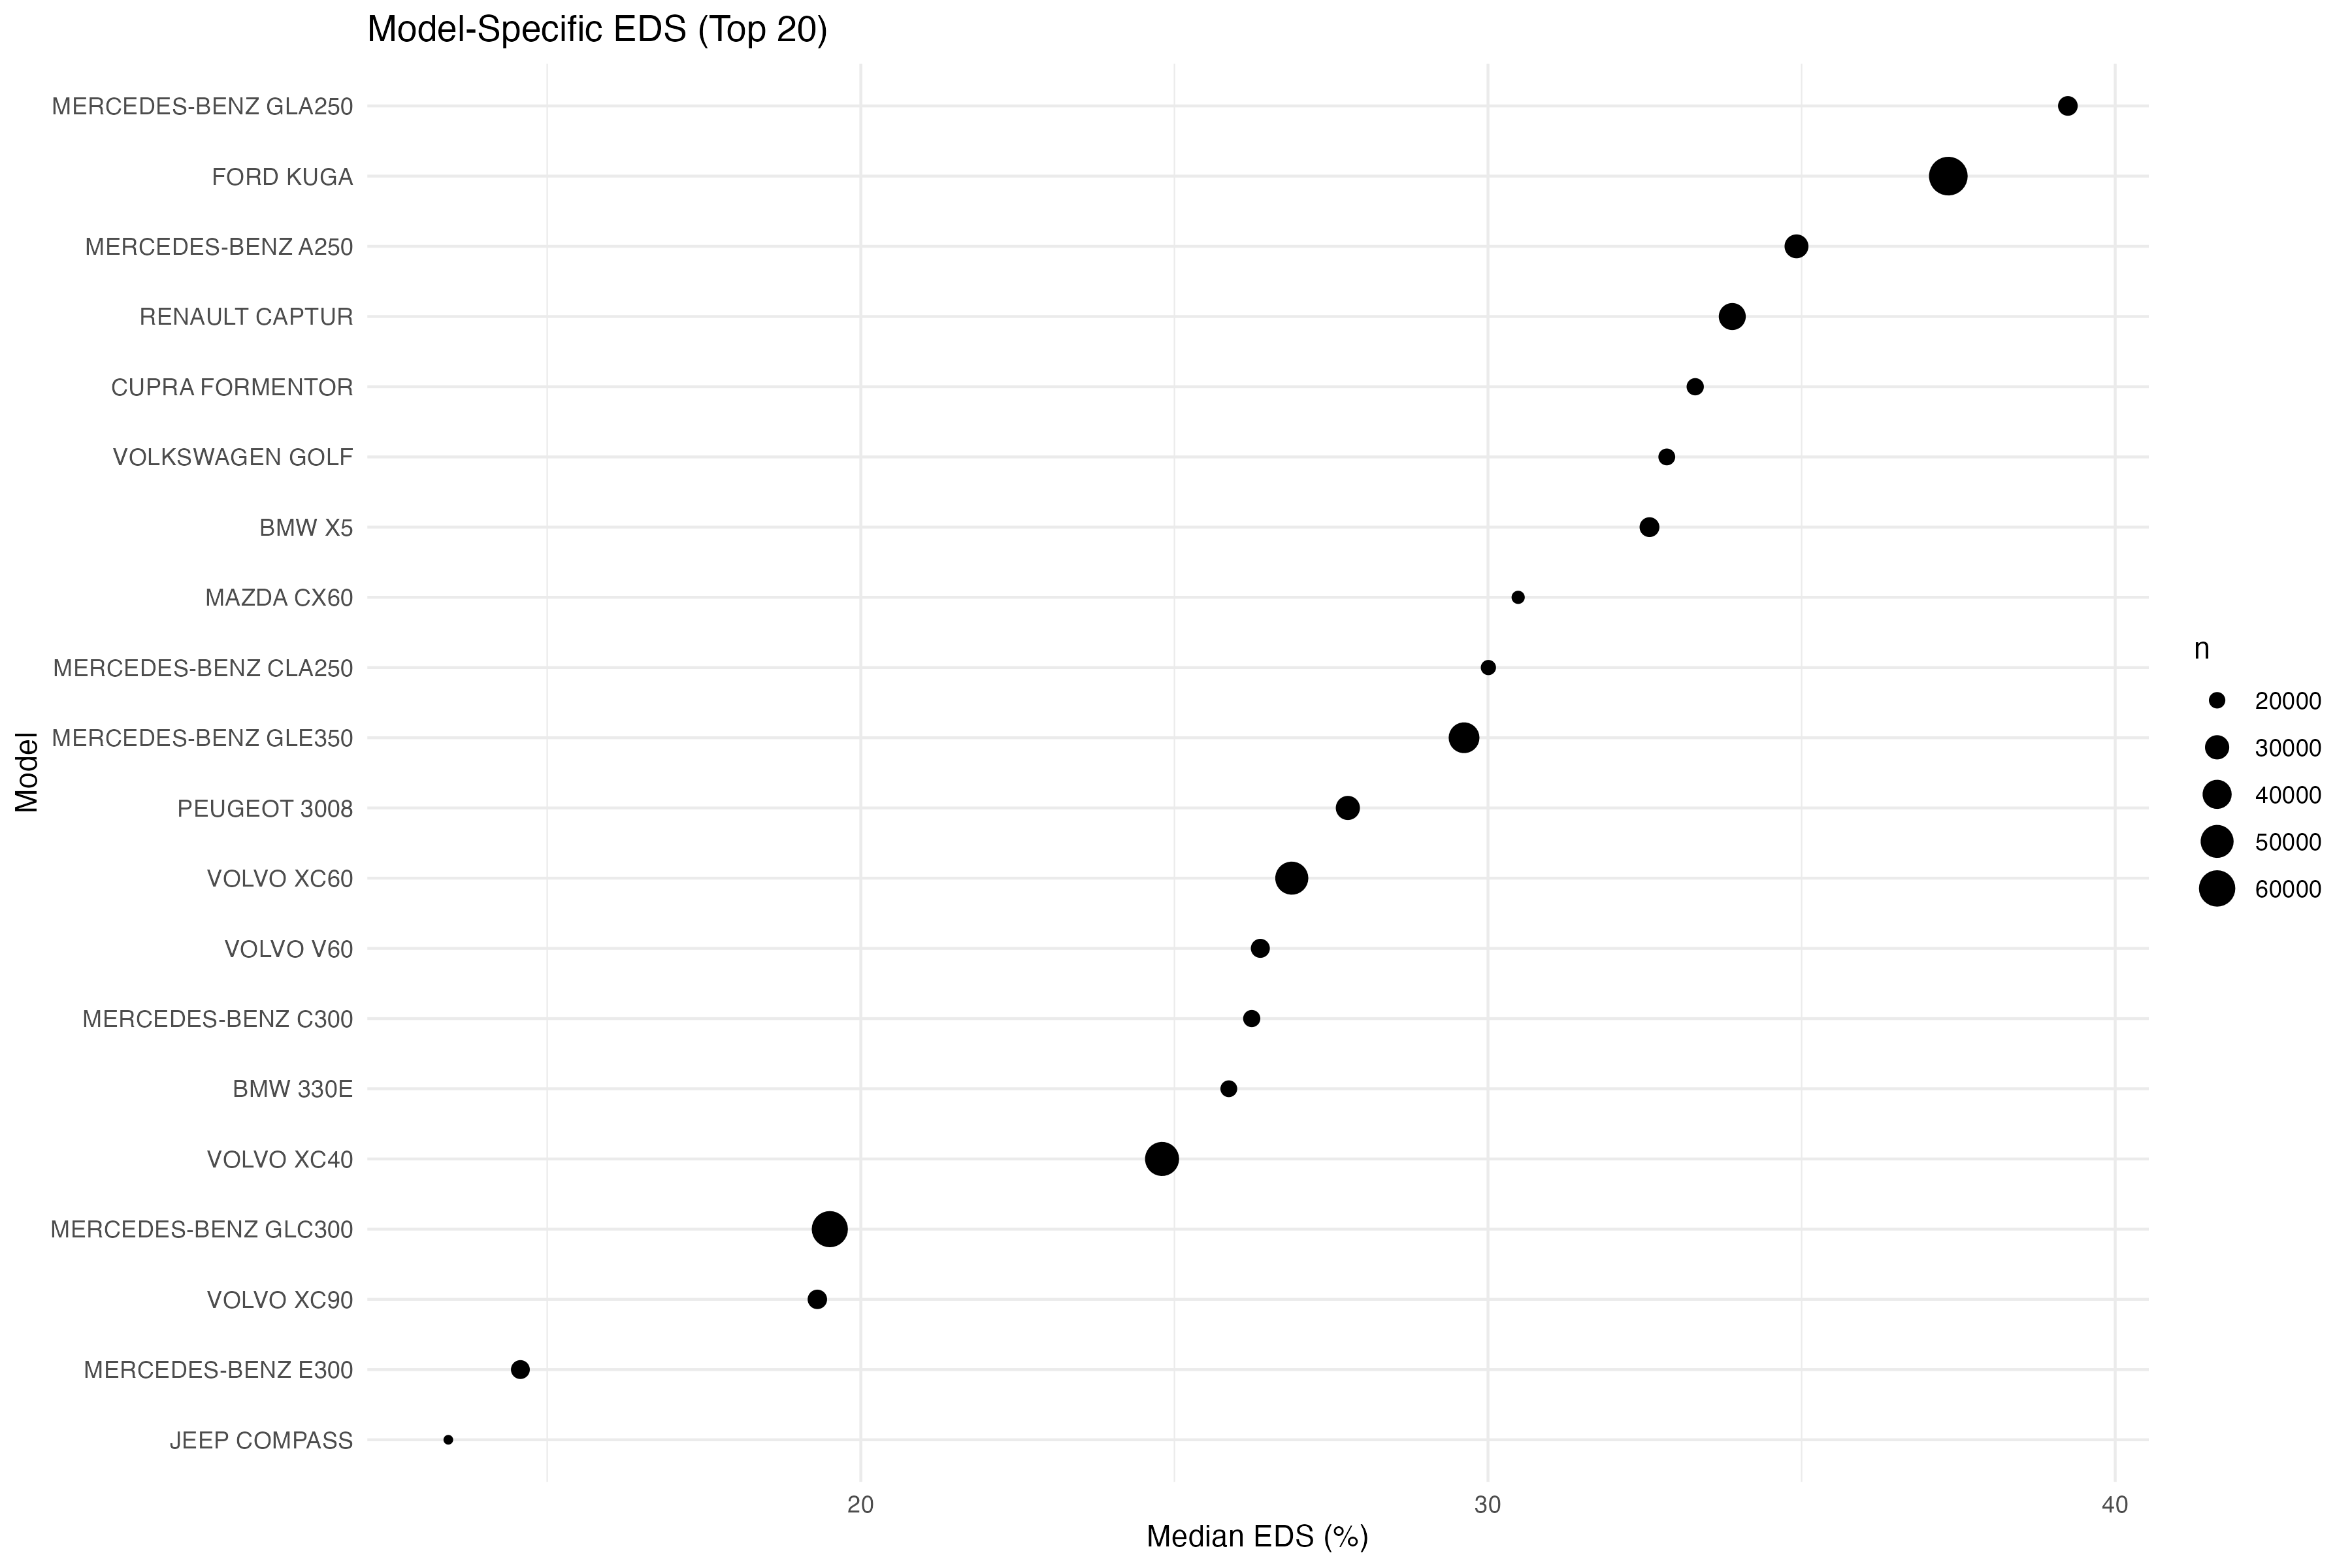 Model-Specific EDS (Top 20)
Model
MERCEDES-BENZ GLA250
FORD KUGA
MERCEDES-BENZ A250
RENAULT CAPTUR
CUPRA FORMENTOR
VOLKSWAGEN GOLF
BMW X5
MAZDA CX60
MERCEDES-BENZ CLA250
MERCEDES-BENZ GLE350
PEUGEOT 3008
VOLVO XC60
VOLVO V60
MERCEDES-BENZ C300
BMW 330E
VOLVO XC40
MERCEDES-BENZ GLC300
VOLVO XC90
MERCEDES-BENZ E300
JEEP COMPASS
20
30
40
Median EDS (%)
n
20000
30000
40000
50000
60000